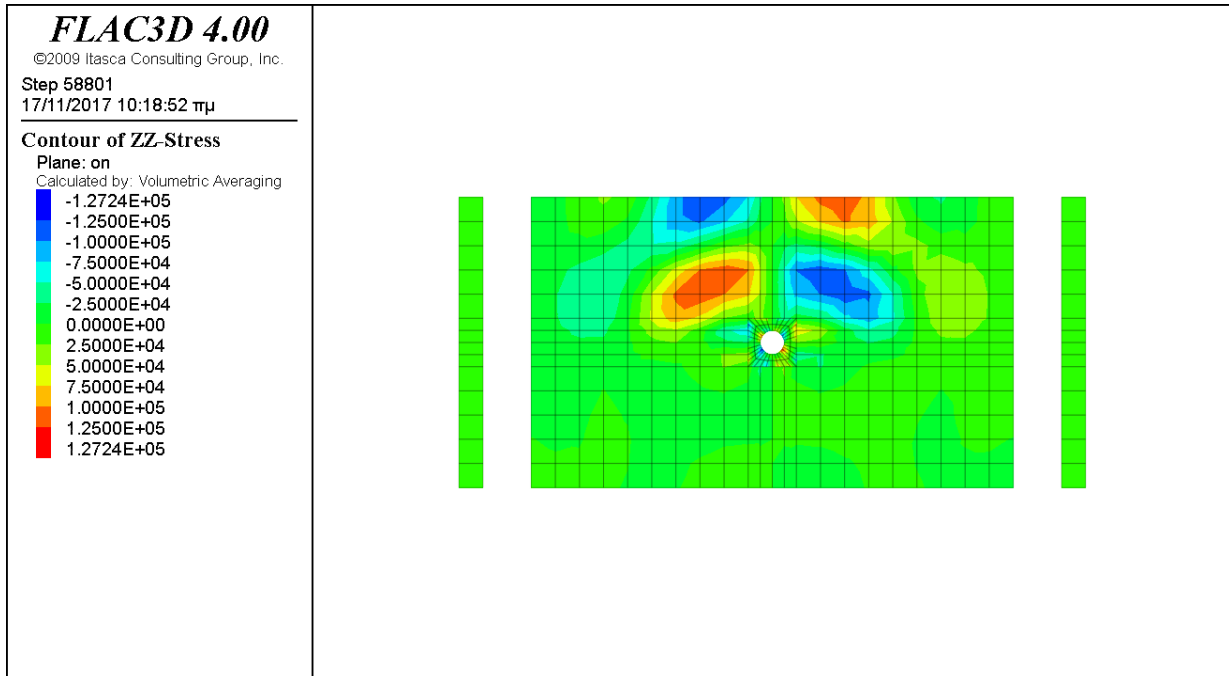 FLAC3D 4.00
©2009 Itasca Consulting Group, Inc.
Step 58801
17/11/2017 10:18:52 πμ
Contour of ZZ-Stress
Plane: on
Calculated by: Volumetric Averaging
-1.2724E+05
-1.2500E+05
-1.0000E+05
-7.5000E+04
-5.0000E+04
-2.5000E+04
0.0000E+00
2.5000E+04
5.0000E+04
7.5000E+04
1.0000E+05
1.2500E+05
1.2724E+05